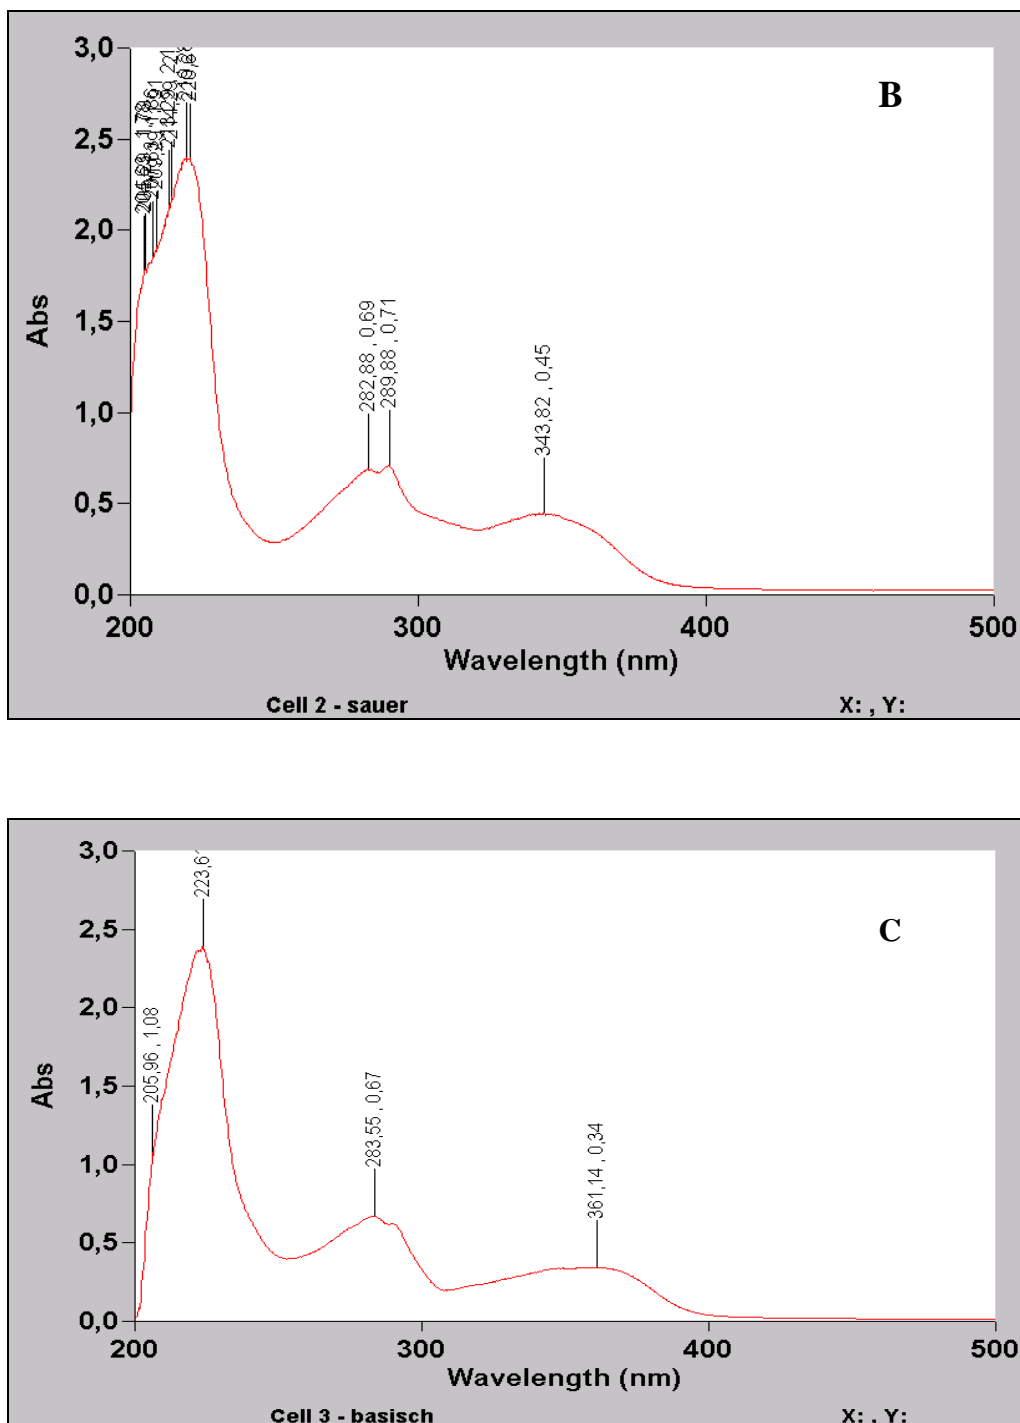 B
3,0
2,5
2,0
1,5
1,0
0,5
0,0
Abs
282,88 , 0,69
289,88 , 0,71
343,82 , 0,45
200
300
400
500
Wavelength (nm)
Cell 2 - sauer
X: , Y:
C
3,0
2,5
2,0
1,5
1,0
0,5
0,0
Abs
205,96 , 1,08
223,61
283,55 , 0,67
361,14 , 0,34
200
300
400
500
Wavelength (nm)
Cell 3 - basisch
X: , Y: